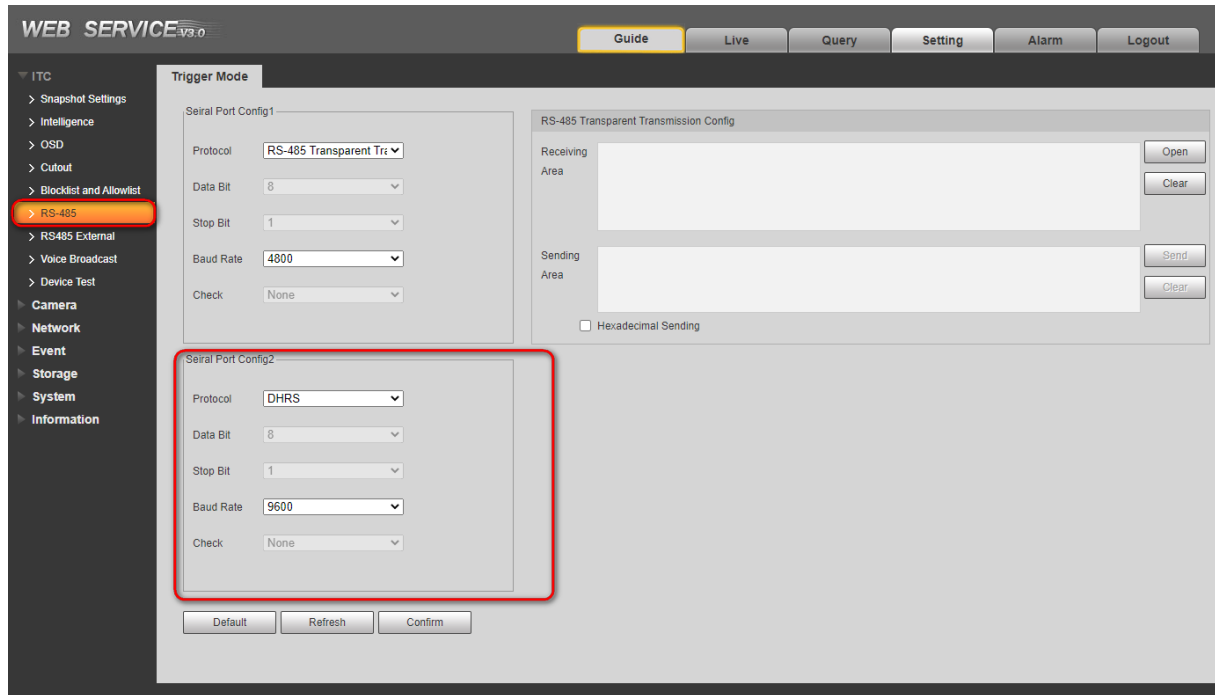 WEB SERVICE V3.0
Guide
Live
Query
Setting
Alarm
Logout
ITC
Snapshot Settings
Intelligence
OSD
Cutout
Blocklist and Allowlist
RS-485
RS485 External
Voice Broadcast
Device Test
Camera
Network
Event
Storage
System
Information
Trigger Mode
Seiral Port Config1
Protocol RS-485 Transparent Tra
Data Bit 8
Stop Bit 1
Baud Rate 4800
Check None
RS-485 Transparent Transmission Config
Receiving
Area
Open
Clear
Sending
Area
Send
Clear
Hexadecimal Sending
Seiral Port Config2
Protocol DHRS
Data Bit 8
Stop Bit 1
Baud Rate 9600
Check None
Default
Refresh
Confirm